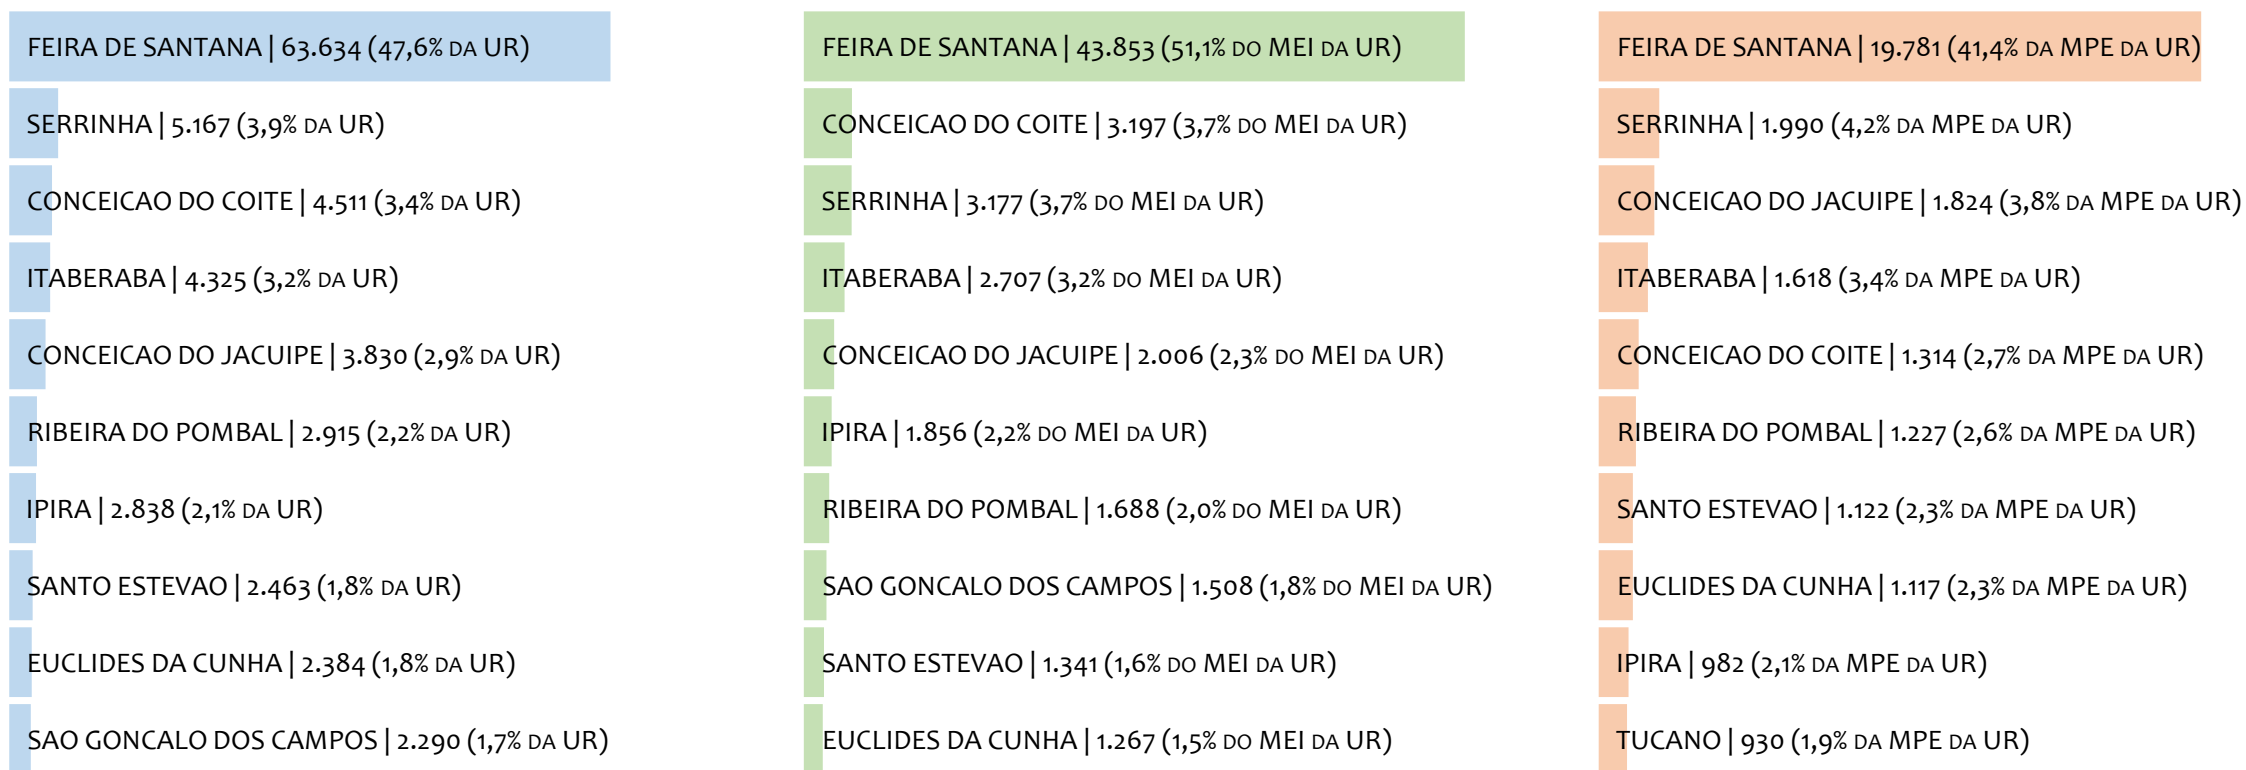 FEIRA DE SANTANA | 63.634 (47,6% DA UR)
SERRINHA | 5.167 (3,9% DA UR)
CONCEICAO DO COITE | 4.511 (3,4% DA UR)
ITABERABA | 4.325 (3,2% DA UR)
CONCEICAO DO JACUIPE | 3.830 (2,9% DA UR)
RIBEIRA DO POMBAL | 2.915 (2,2% DA UR)
IPIRA | 2.838 (2,1% DA UR)
SANTO ESTEVAO | 2.463 (1,8% DA UR)
EUCLIDES DA CUNHA | 2.384 (1,8% DA UR)
SAO GONCALO DOS CAMPOS | 2.290 (1,7% DA UR)
FEIRA DE SANTANA | 43.853 (51,1% DO MEI DA UR)
CONCEICAO DO COITE | 3.197 (3,7% DO MEI DA UR)
SERRINHA | 3.177 (3,7% DO MEI DA UR)
ITABERABA | 2.707 (3,2% DO MEI DA UR)
CONCEICAO DO JACUIPE | 2.006 (2,3% DO MEI DA UR)
IPIRA | 1.856 (2,2% DO MEI DA UR)
RIBEIRA DO POMBAL | 1.688 (2,0% DO MEI DA UR)
SAO GONCALO DOS CAMPOS | 1.508 (1,8% DO MEI DA UR)
SANTO ESTEVAO | 1.341 (1,6% DO MEI DA UR)
EUCLIDES DA CUNHA | 1.267 (1,5% DO MEI DA UR)
FEIRA DE SANTANA | 19.781 (41,4% DA MPE DA UR)
SERRINHA | 1.990 (4,2% DA MPE DA UR)
CONCEICAO DO JACUIPE | 1.824 (3,8% DA MPE DA UR)
ITABERABA | 1.618 (3,4% DA MPE DA UR)
CONCEICAO DO COITE | 1.314 (2,7% DA MPE DA UR)
RIBEIRA DO POMBAL | 1.227 (2,6% DA MPE DA UR)
SANTO ESTEVAO | 1.122 (2,3% DA MPE DA UR)
EUCLIDES DA CUNHA | 1.117 (2,3% DA MPE DA UR)
IPIRA | 982 (2,1% DA MPE DA UR)
TUCANO | 930 (1,9% DA MPE DA UR)